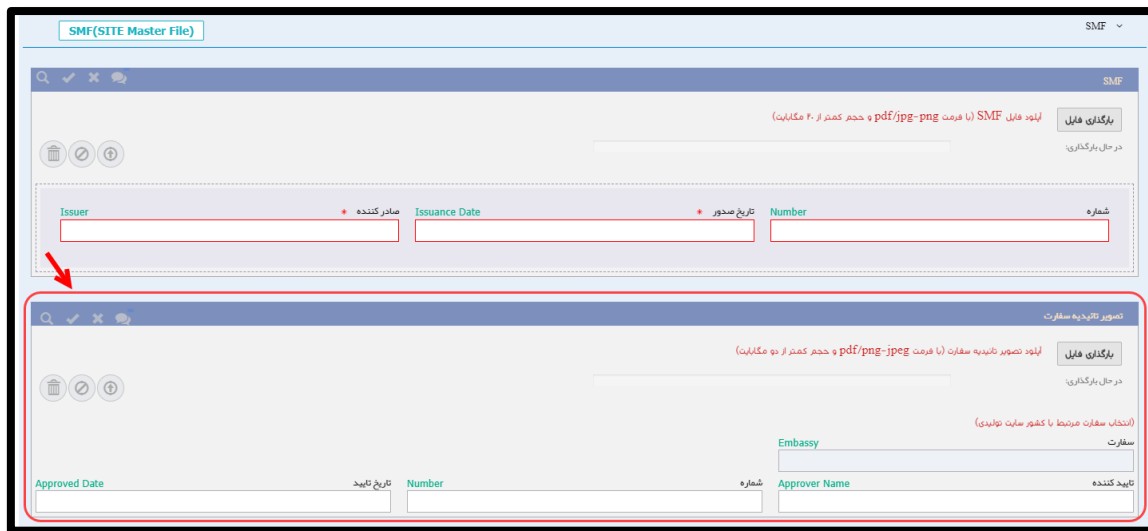 SMF
SMF(SITE Master File)
SMF
بارگذاری فایل آپلود فایل SMF (با فرمت pdf/jpg-png و حجم کمتر از ۲۰ مگابایت)
در حال بارگذاری:
شماره Number تاریخ صدور * Issuance Date صادر کننده * Issuer
تصویر تائیدیه سفارت
بارگذاری فایل آپلود تصویر تائیدیه سفارت (با فرمت pdf/png-jpeg و حجم کمتر از دو مگابایت)
در حال بارگذاری:
(انتخاب سفارت مرتبط با کشور سایت تولیدی)
سفارت Embassy
تایید کننده Approver Name شماره Number تاریخ تایید Approved Date